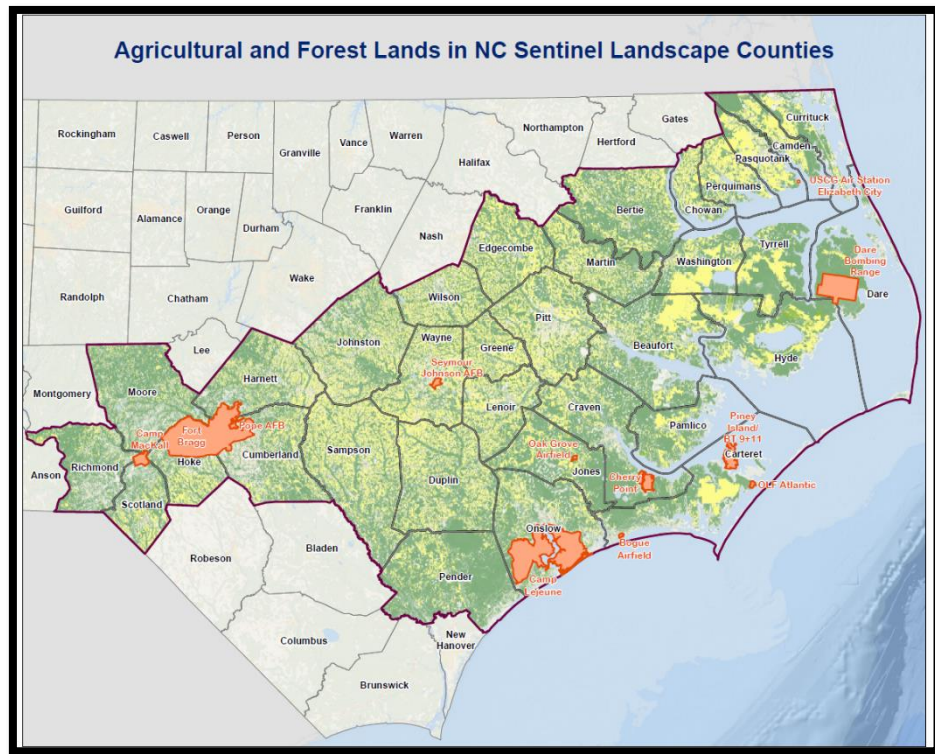 Agricultural and Forest Lands in NC Sentinel Landscape Counties
Rockingham
Caswell
Person
Granville
Vance
Warren
Northampton
Gates
Hertford
Halifax
Currituck
Camden
Pasquotank
Perquimans
USCG Air Station
Elizabeth City
Chowan
Guilford
Alamance
Orange
Durham
Franklin
Nash
Edgecombe
Bertie
Martin
Washington
Tyrrell
Dare
Bombing
Range
Dare
Randolph
Chatham
Wake
Wilson
Johnston
Wayne
Greene
Pitt
Beaufort
Hyde
Seymour
Johnson AFB
Lee
Montgomery
Moore
Harnett
Lenoir
Craven
Pamlico
Piney
Island/
BT 9+11
Carteret
Camp
MacKall
Fort
Bragg
Pope AFB
Hoke
Cumberland
Sampson
Duplin
Oak Grove
Airfield
Jones
Cherry
Point
OLF Atlantic
Anson
Richmond
Scotland
Onslow
Bogue
Airfield
Camp
Lejeune
Robeson
Bladen
Pender
Columbus
New
Hanover
Brunswick